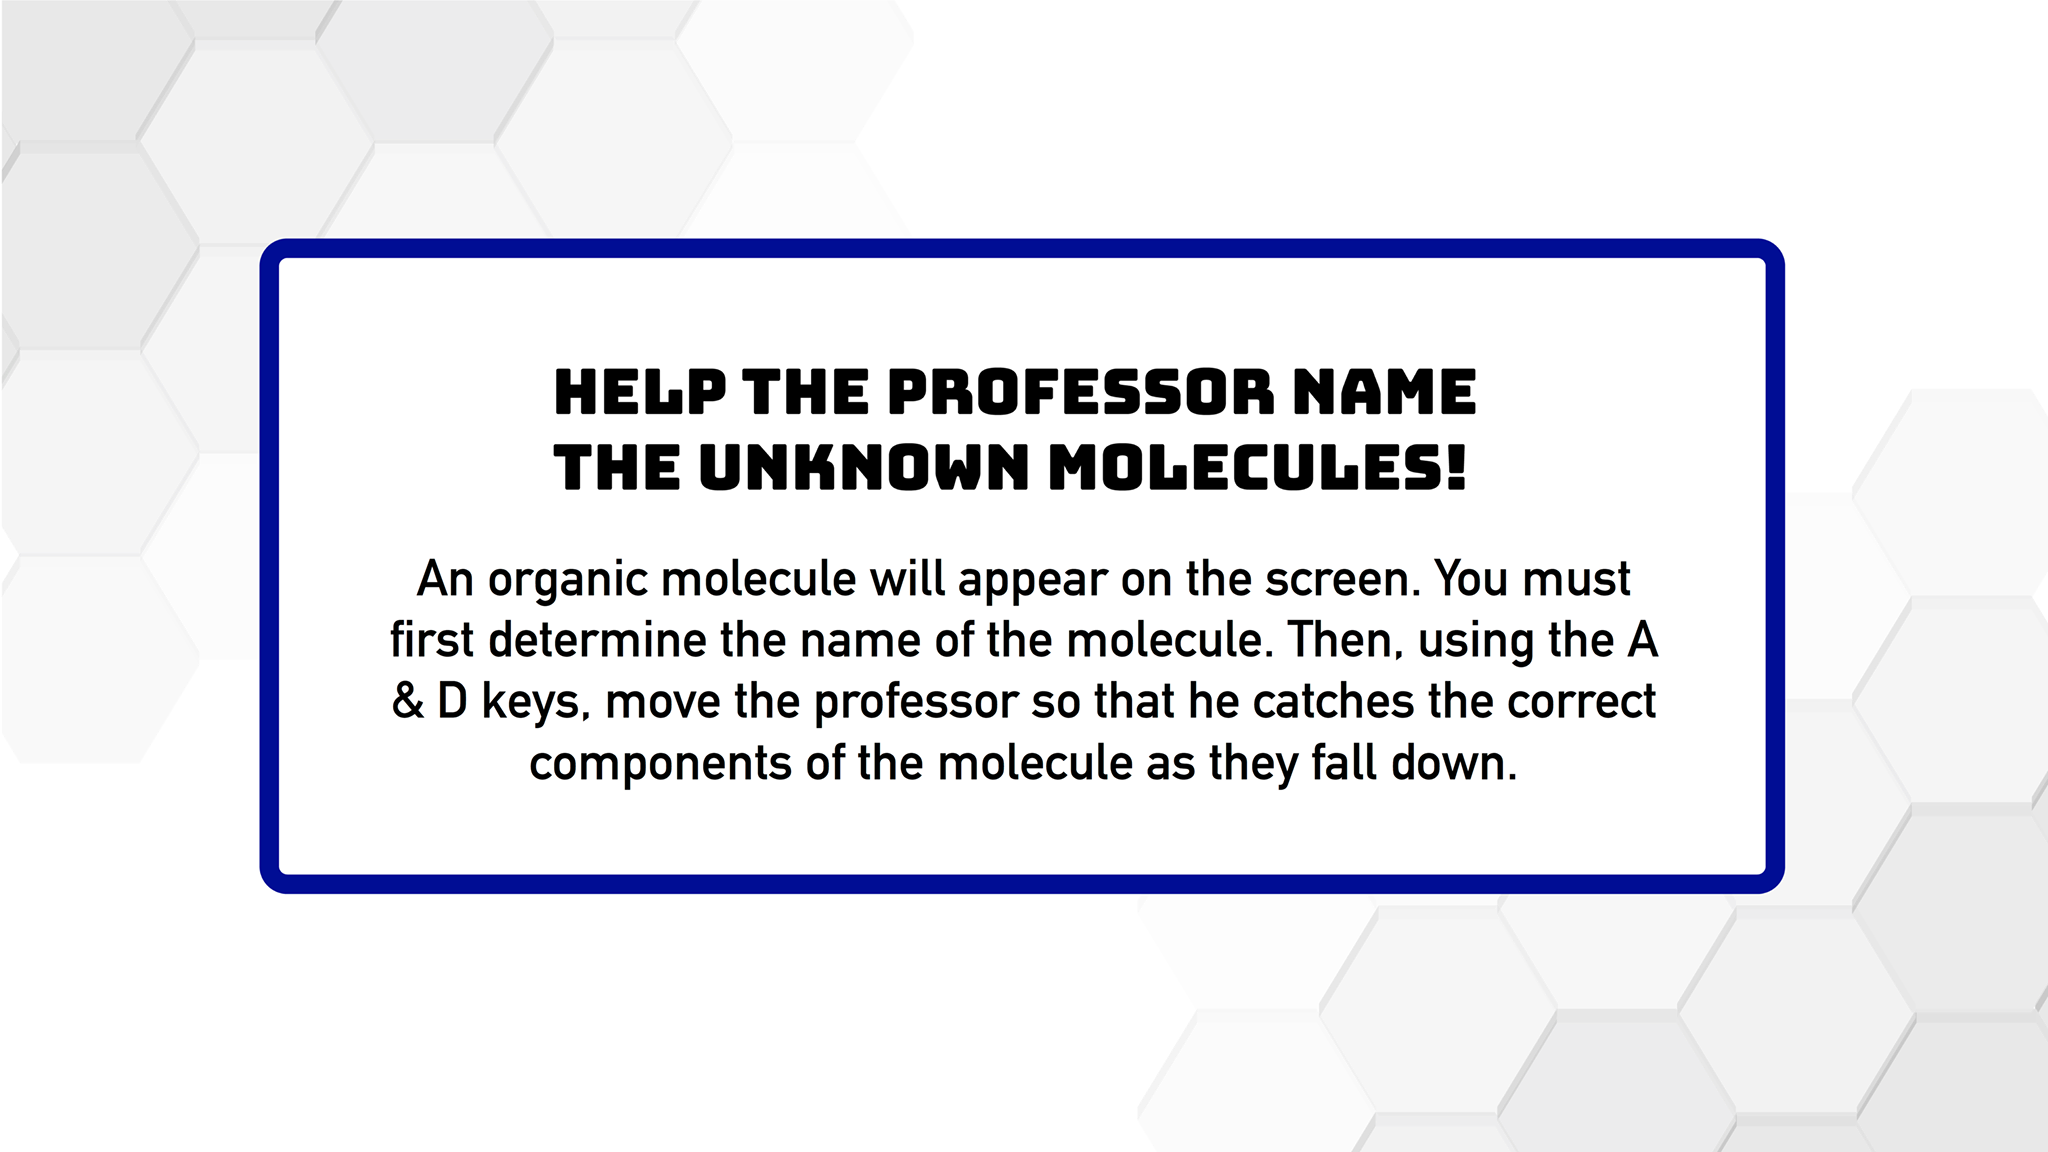 HELP THE PROFESSOR NAME
THE UNKNOWN MOLECULES!
An organic molecule will appear on the screen. You must
first determine the name of the molecule. Then, using the A
& D keys, move the professor so that he catches the correct
components of the molecule as they fall down.